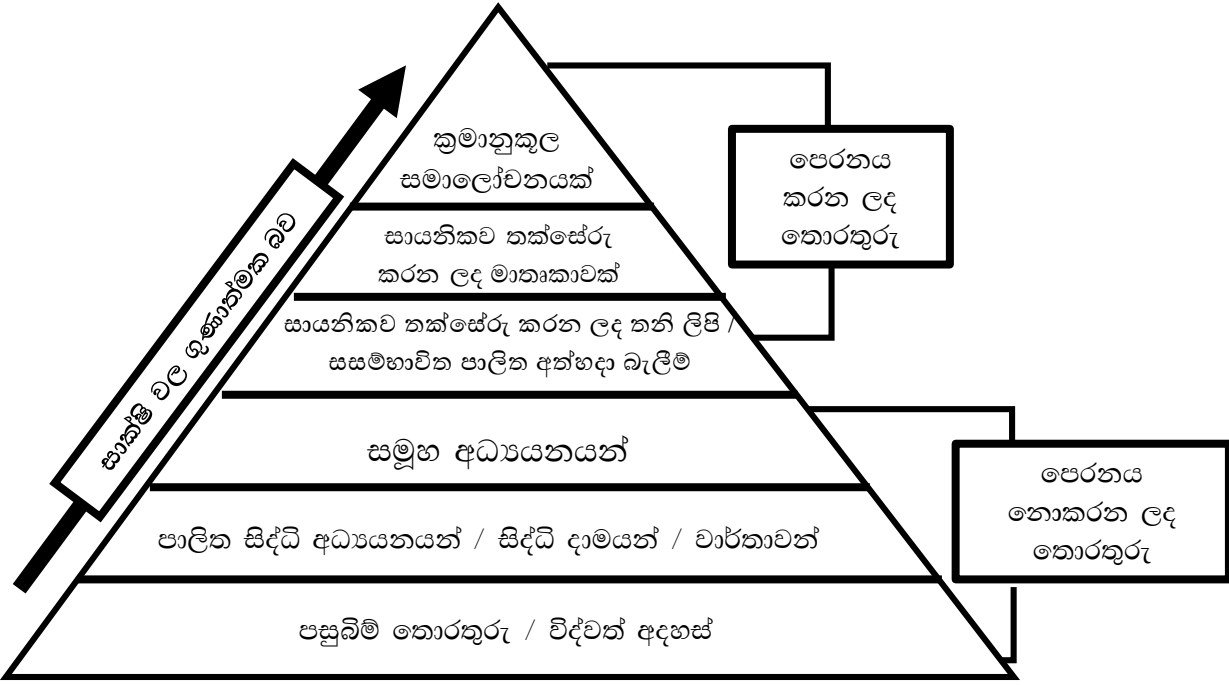 ක්‍රමානුකූල
සමාලෝචනයක්
සායනිකව තක්සේරු
කරන ලද මාතෘකාවක්
සායනිකව තක්සේරු කරන ලද තනි ලිපි /
සසම්භාවිත පාලිත අත්හදා බැලීම්
සමූහ අධ්‍යයනයන්
පාලිත සිද්ධි අධ්‍යයනයන් / සිද්ධි දාමයන් / වාර්තාවන්
පසුබිම් තොරතුරු / විද්වත් අදහස්
සාක්ෂි වල ගුණාත්මක බව
පෙරනය
කරන ලද
තොරතුරු
පෙරනය
නොකරන ලද
තොරතුරු